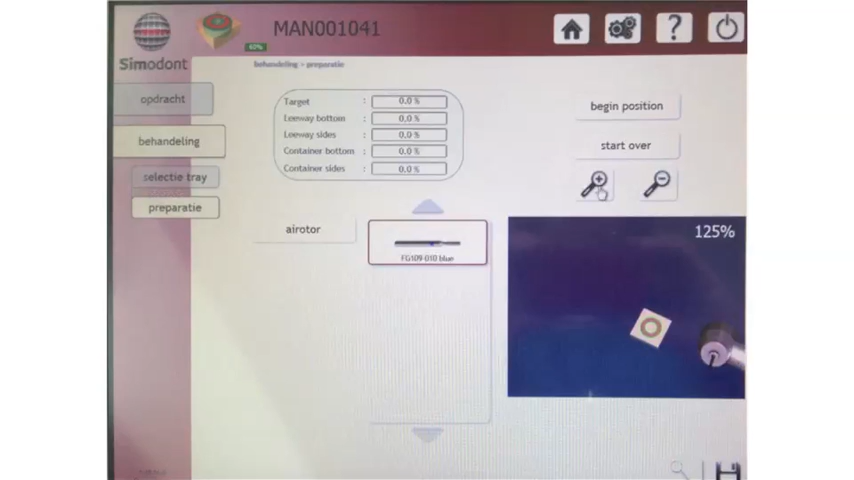 MAN001041
60%
Simodont
behandeling > preparatie
opdracht
behandeling
selectie tray
preparatie
Target : 0.0 %
Leeway bottom : 0.0 %
Leeway sides : 0.0 %
Container bottom : 0.0 %
Container sides : 0.0 %
begin position
start over
airotor
FG109-010 blue
125%